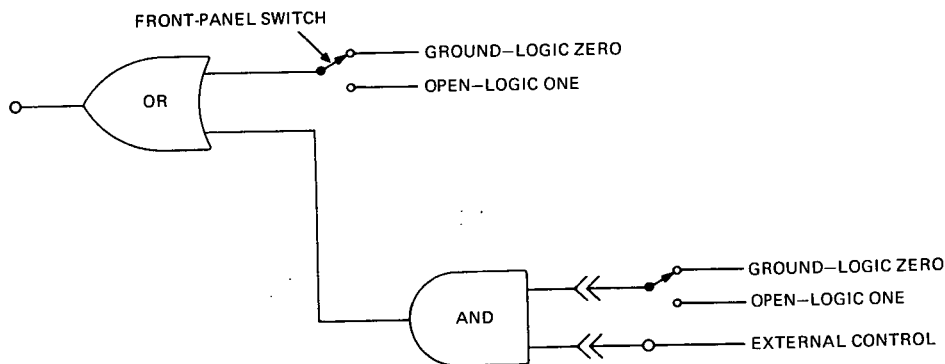 FRONT-PANEL SWITCH
GROUND–LOGIC ZERO
OR
OPEN–LOGIC ONE
GROUND–LOGIC ZERO
AND
OPEN–LOGIC ONE
EXTERNAL CONTROL